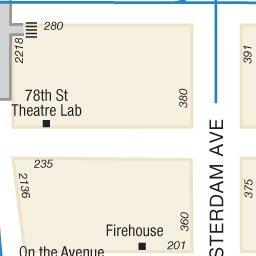 280
2218
391
78th St
Theatre Lab
380
STERDAM AVE
235
2136
375
360
Firehouse
201
On the Avenue